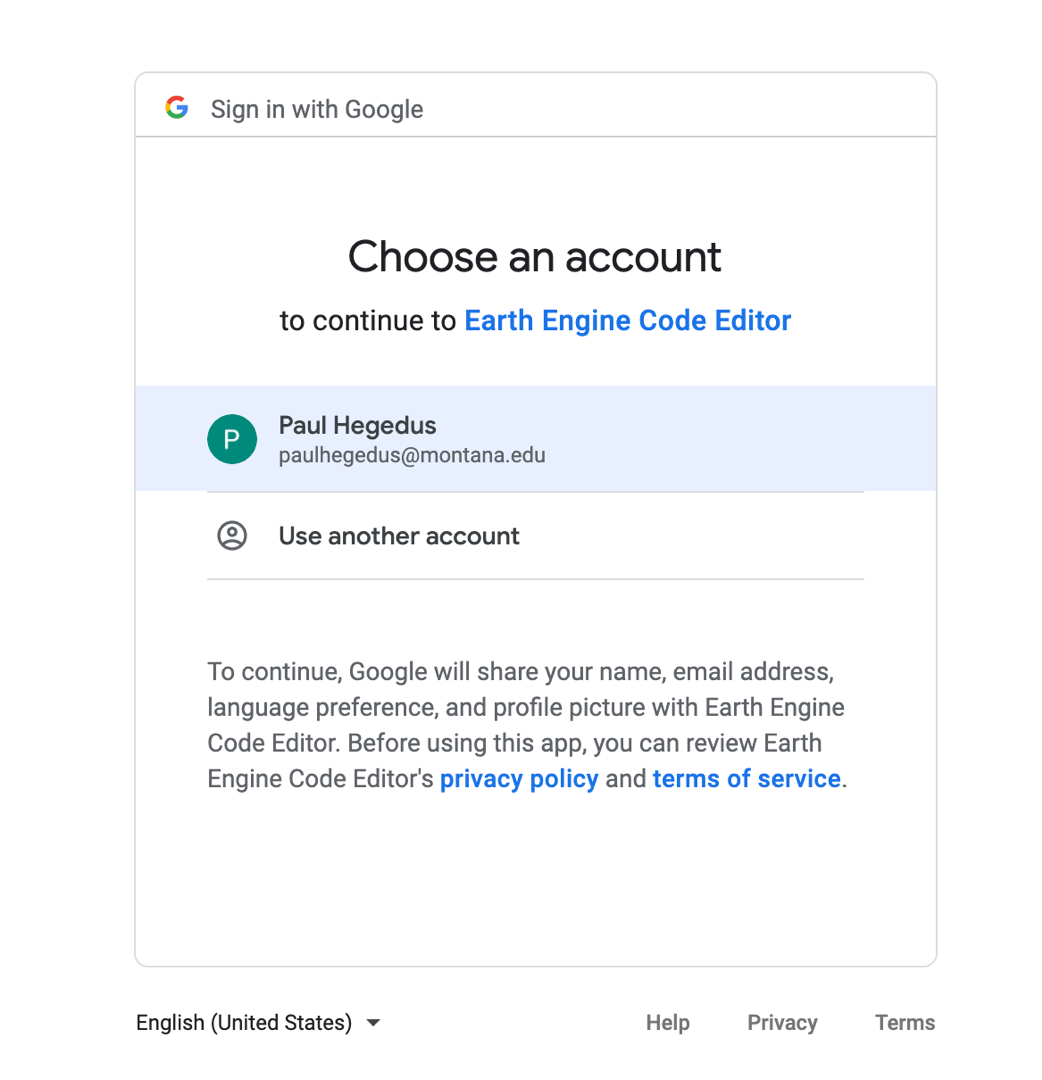 Sign in with Google
Choose an account
to continue to Earth Engine Code Editor
P
Paul Hegedus
paulhegedus@montana.edu
Use another account
To continue, Google will share your name, email address,
language preference, and profile picture with Earth Engine
Code Editor. Before using this app, you can review Earth
Engine Code Editor's privacy policy and terms of service.
English (United States)
Help
Privacy
Terms